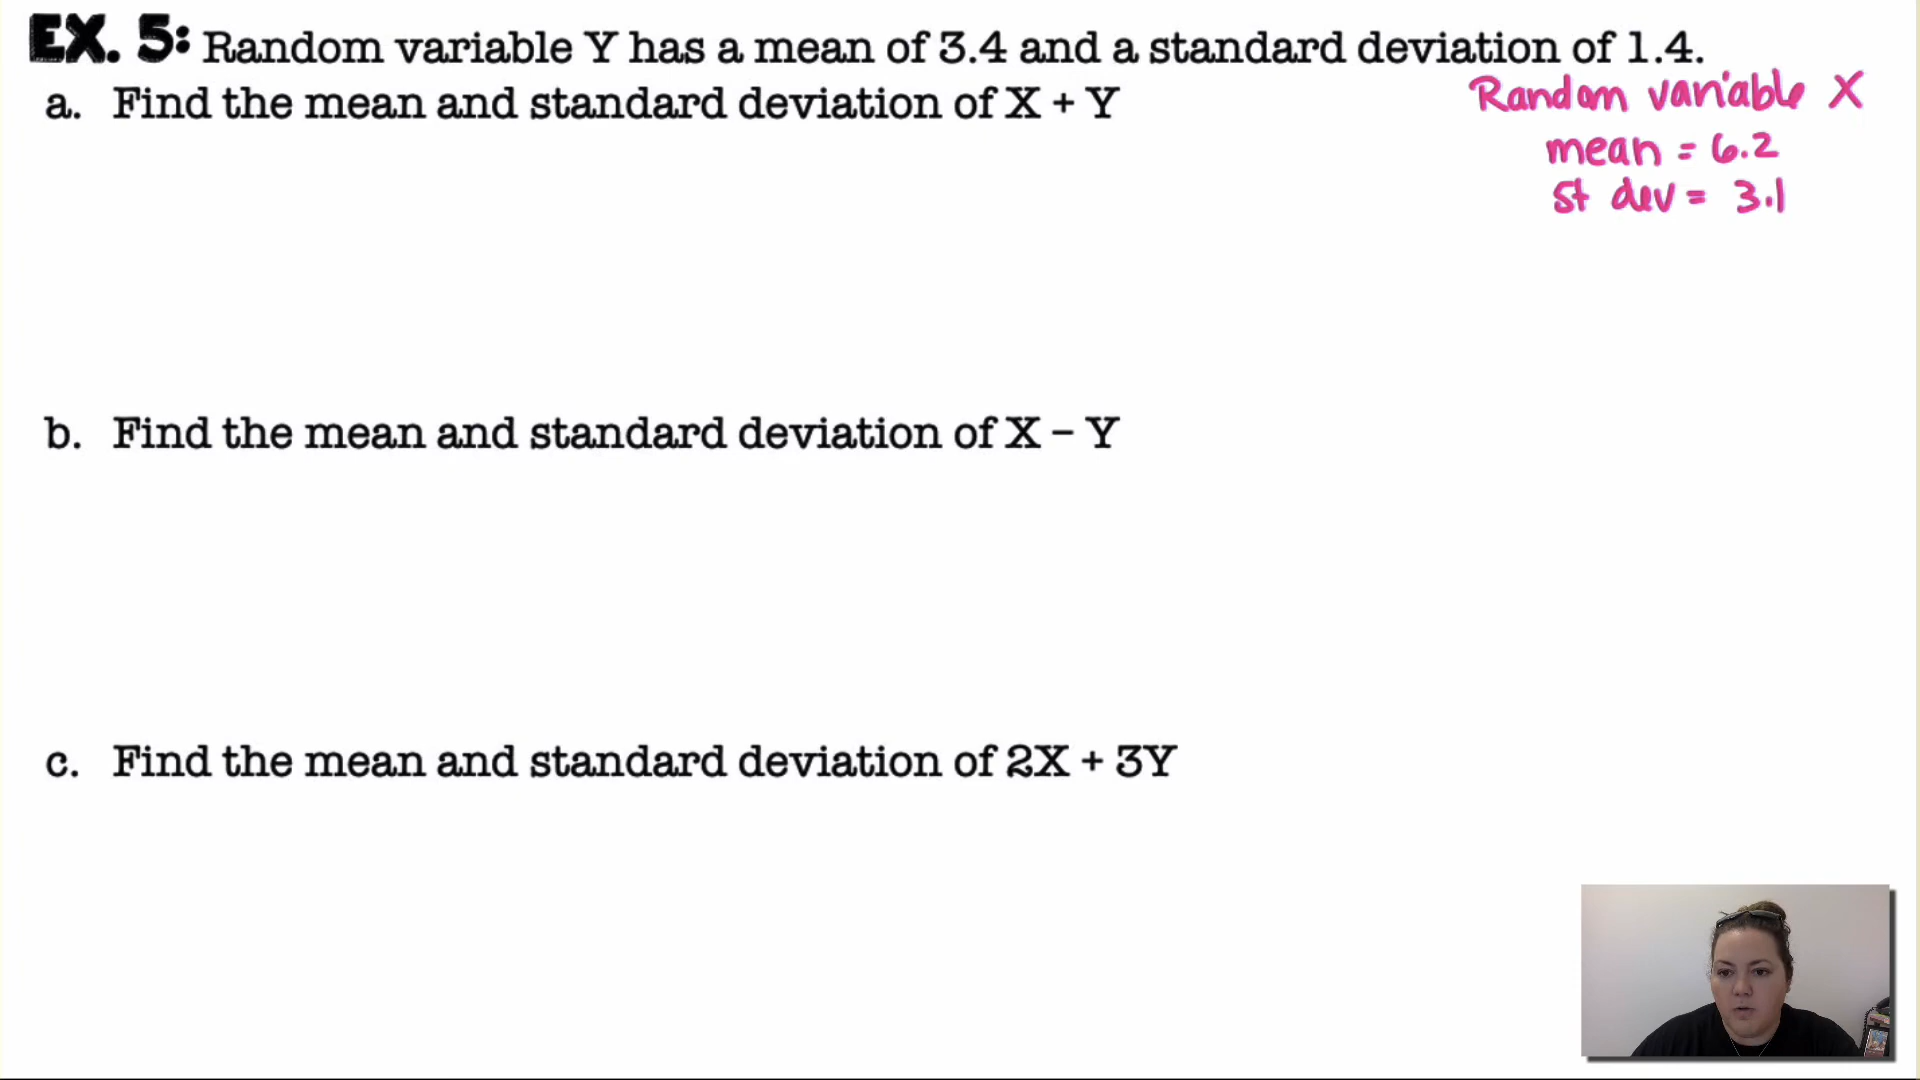 EX. 5: Random variable Y has a mean of 3.4 and a standard deviation of 1.4.
a. Find the mean and standard deviation of X + Y
Random variable X
mean = 6.2
st dev = 3.1
b. Find the mean and standard deviation of X – Y
c. Find the mean and standard deviation of 2X + 3Y